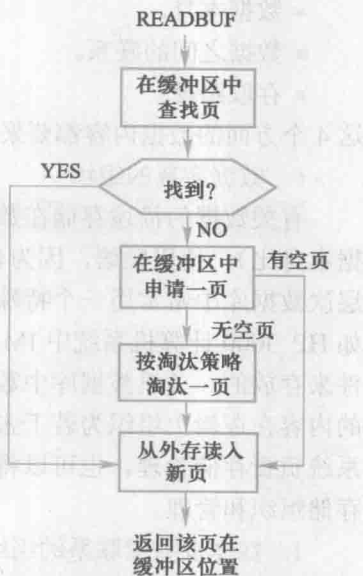 READBUF
在缓冲区中
查找页
YES
找到?
NO
在缓冲区中
申请一页
有空页
无空页
按淘汰策略
淘汰一页
从外存读入
新页
返回该页在
缓冲区位置